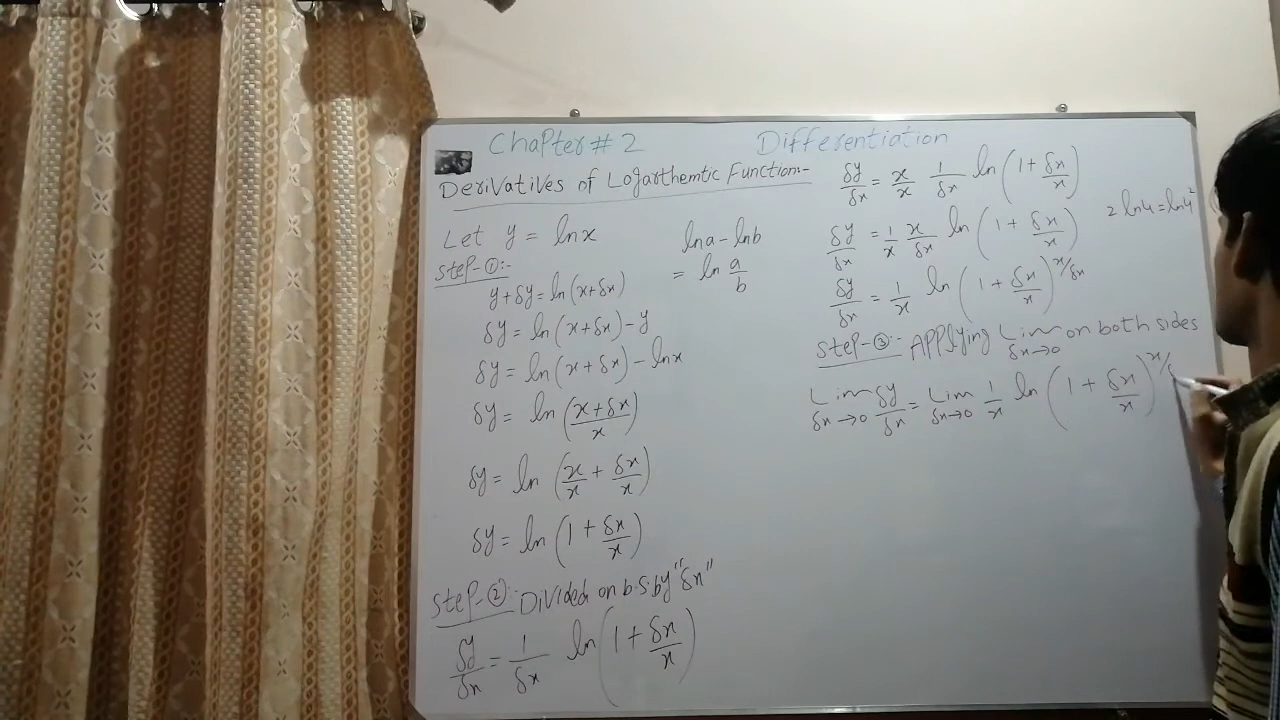 Chapter # 2 Differentiation
Derivatives of Logarthemtic Function:-
Let y = lnx
Step-①:-
y+δy = ln(x+δx)
δy = ln(x+δx) - y
δy = ln(x+δx) - lnx
δy = ln((x+δx)/x)
δy = ln(x/x + δx/x)
δy = ln(1 + δx/x)
Step-②:- Divided on b.s. by "δx"
δy/δx = 1/δx ln(1 + δx/x)
lna - lnb
= ln a/b
δy/δx = x/x 1/δx ln(1 + δx/x)
2 ln4 = ln4²
δy/δx = 1/x x/δx ln(1 + δx/x)
δy/δx = 1/x ln(1 + δx/x)^(x/δx)
Step-③:- Applying Lim δx→0 on both sides
Lim δx→0 δy/δx = Lim δx→0 1/x ln(1 + δx/x)^(x/δ